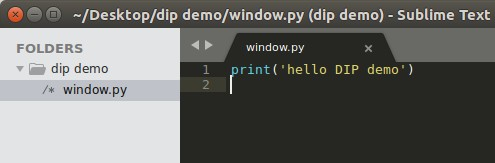 ~/Desktop/dip demo/window.py (dip demo) - Sublime Text
FOLDERS
dip demo
/* window.py
window.py ×
1 print('hello DIP demo')
2